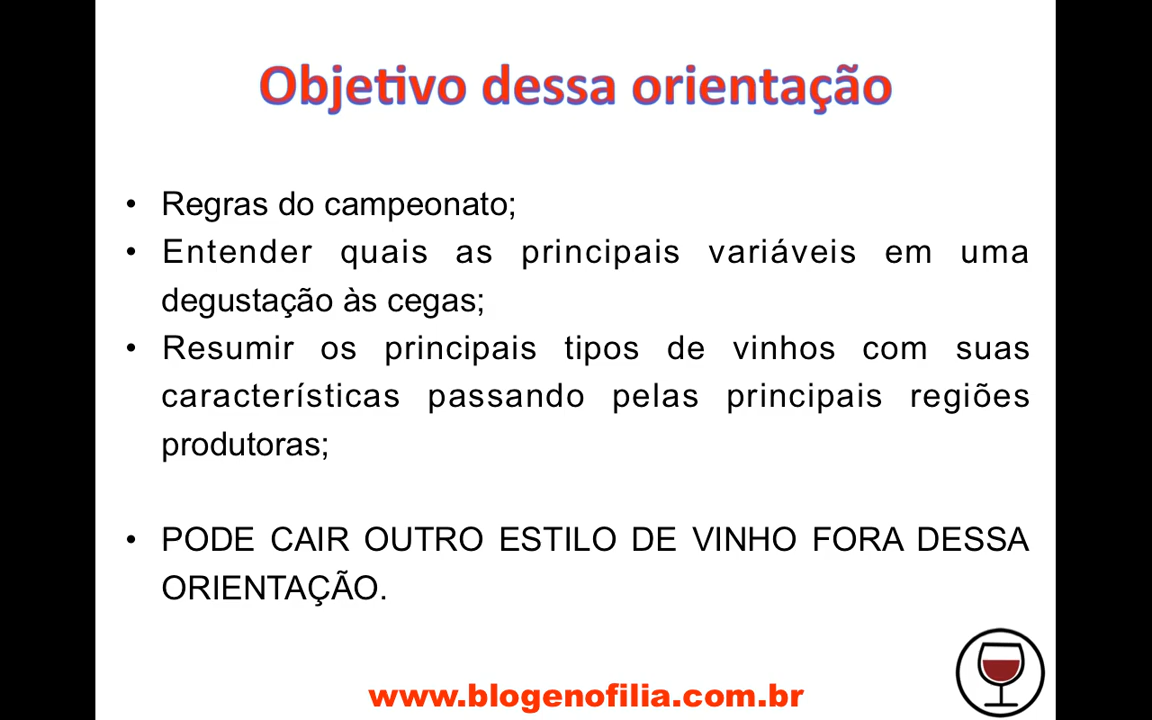 Objetivo dessa orientação
• Regras do campeonato;
• Entender quais as principais variáveis em uma
degustação às cegas;
• Resumir os principais tipos de vinhos com suas
características passando pelas principais regiões
produtoras;
• PODE CAIR OUTRO ESTILO DE VINHO FORA DESSA
ORIENTAÇÃO.
www.blogenofilia.com.br